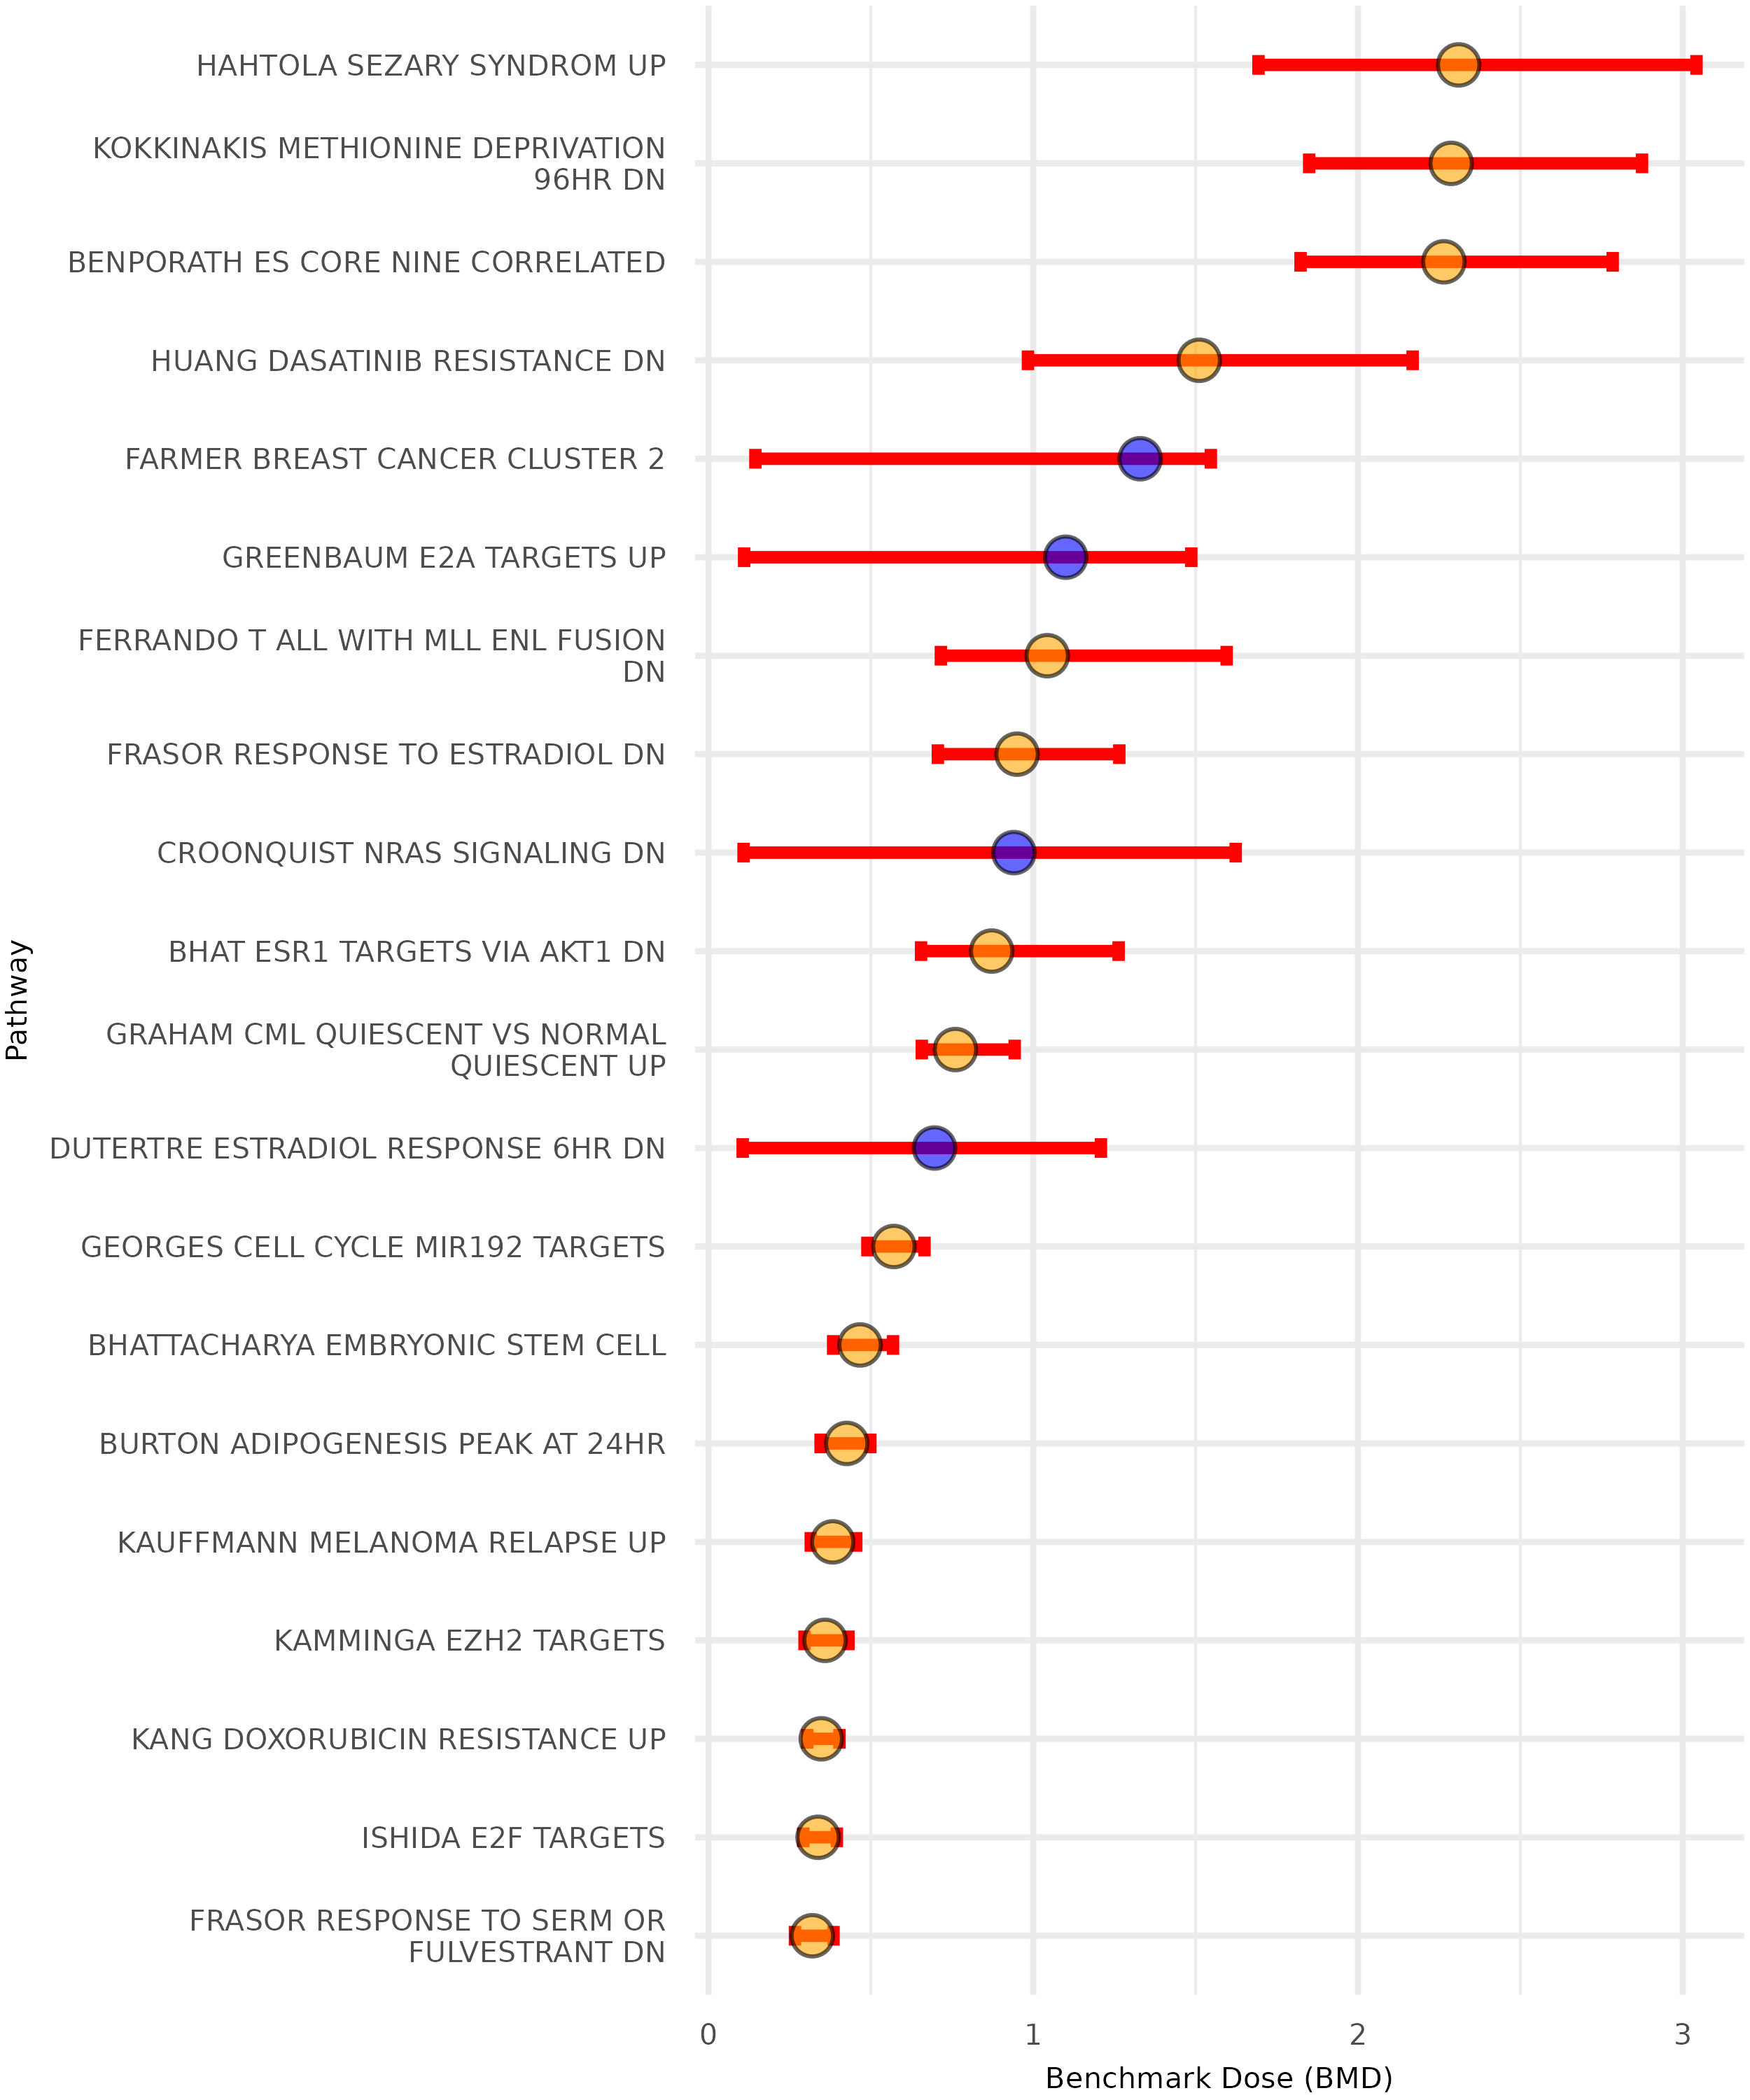 HAHTOLA SEZARY SYNDROM UP
KOKKINAKIS METHIONINE DEPRIVATION
96HR DN
BENPORATH ES CORE NINE CORRELATED
HUANG DASATINIB RESISTANCE DN
FARMER BREAST CANCER CLUSTER 2
GREENBAUM E2A TARGETS UP
FERRANDO T ALL WITH MLL ENL FUSION
DN
FRASOR RESPONSE TO ESTRADIOL DN
CROONQUIST NRAS SIGNALING DN
BHAT ESR1 TARGETS VIA AKT1 DN
GRAHAM CML QUIESCENT VS NORMAL
QUIESCENT UP
DUTERTRE ESTRADIOL RESPONSE 6HR DN
GEORGES CELL CYCLE MIR192 TARGETS
BHATTACHARYA EMBRYONIC STEM CELL
BURTON ADIPOGENESIS PEAK AT 24HR
KAUFFMANN MELANOMA RELAPSE UP
KAMMINGA EZH2 TARGETS
KANG DOXORUBICIN RESISTANCE UP
ISHIDA E2F TARGETS
FRASOR RESPONSE TO SERM OR
FULVESTRANT DN
Pathway
0 1 2 3
Benchmark Dose (BMD)